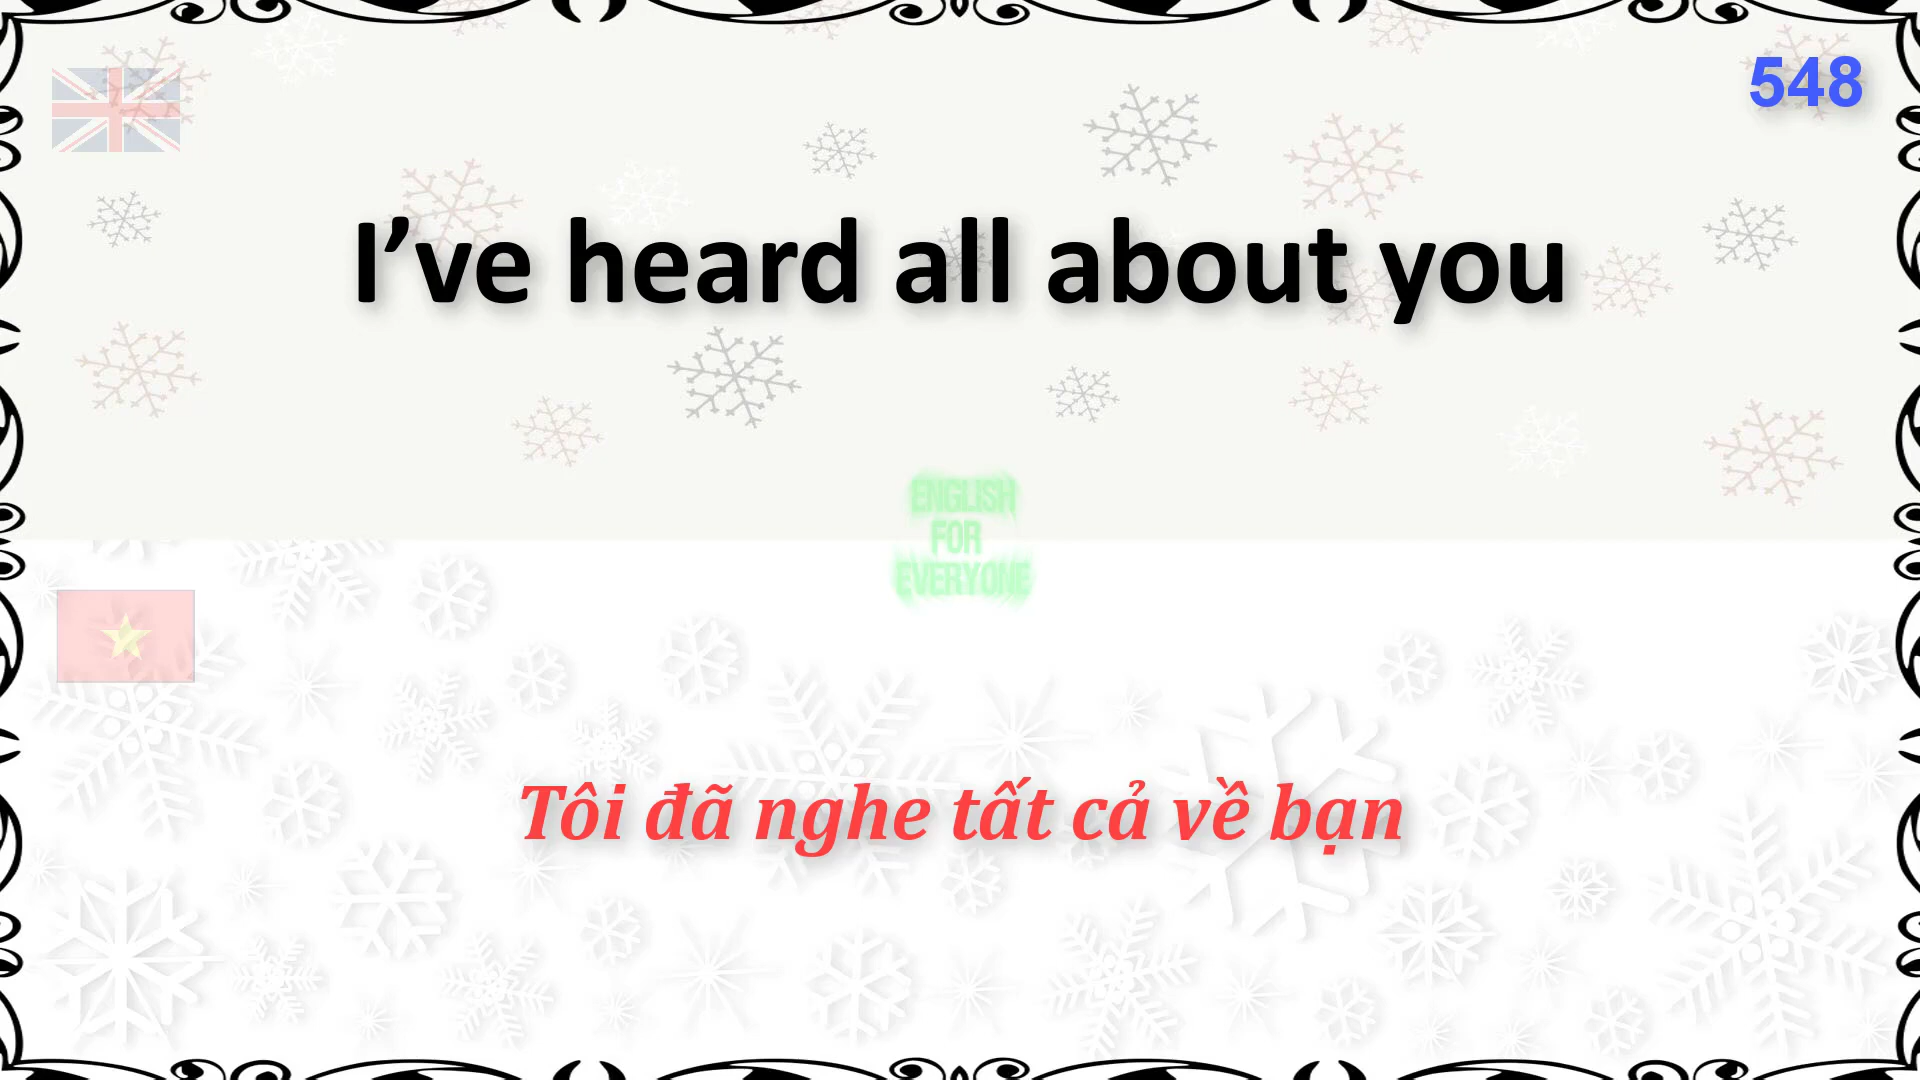 548
I’ve heard all about you
ENGLISH
FOR
EVERYONE
Tôi đã nghe tất cả về bạn